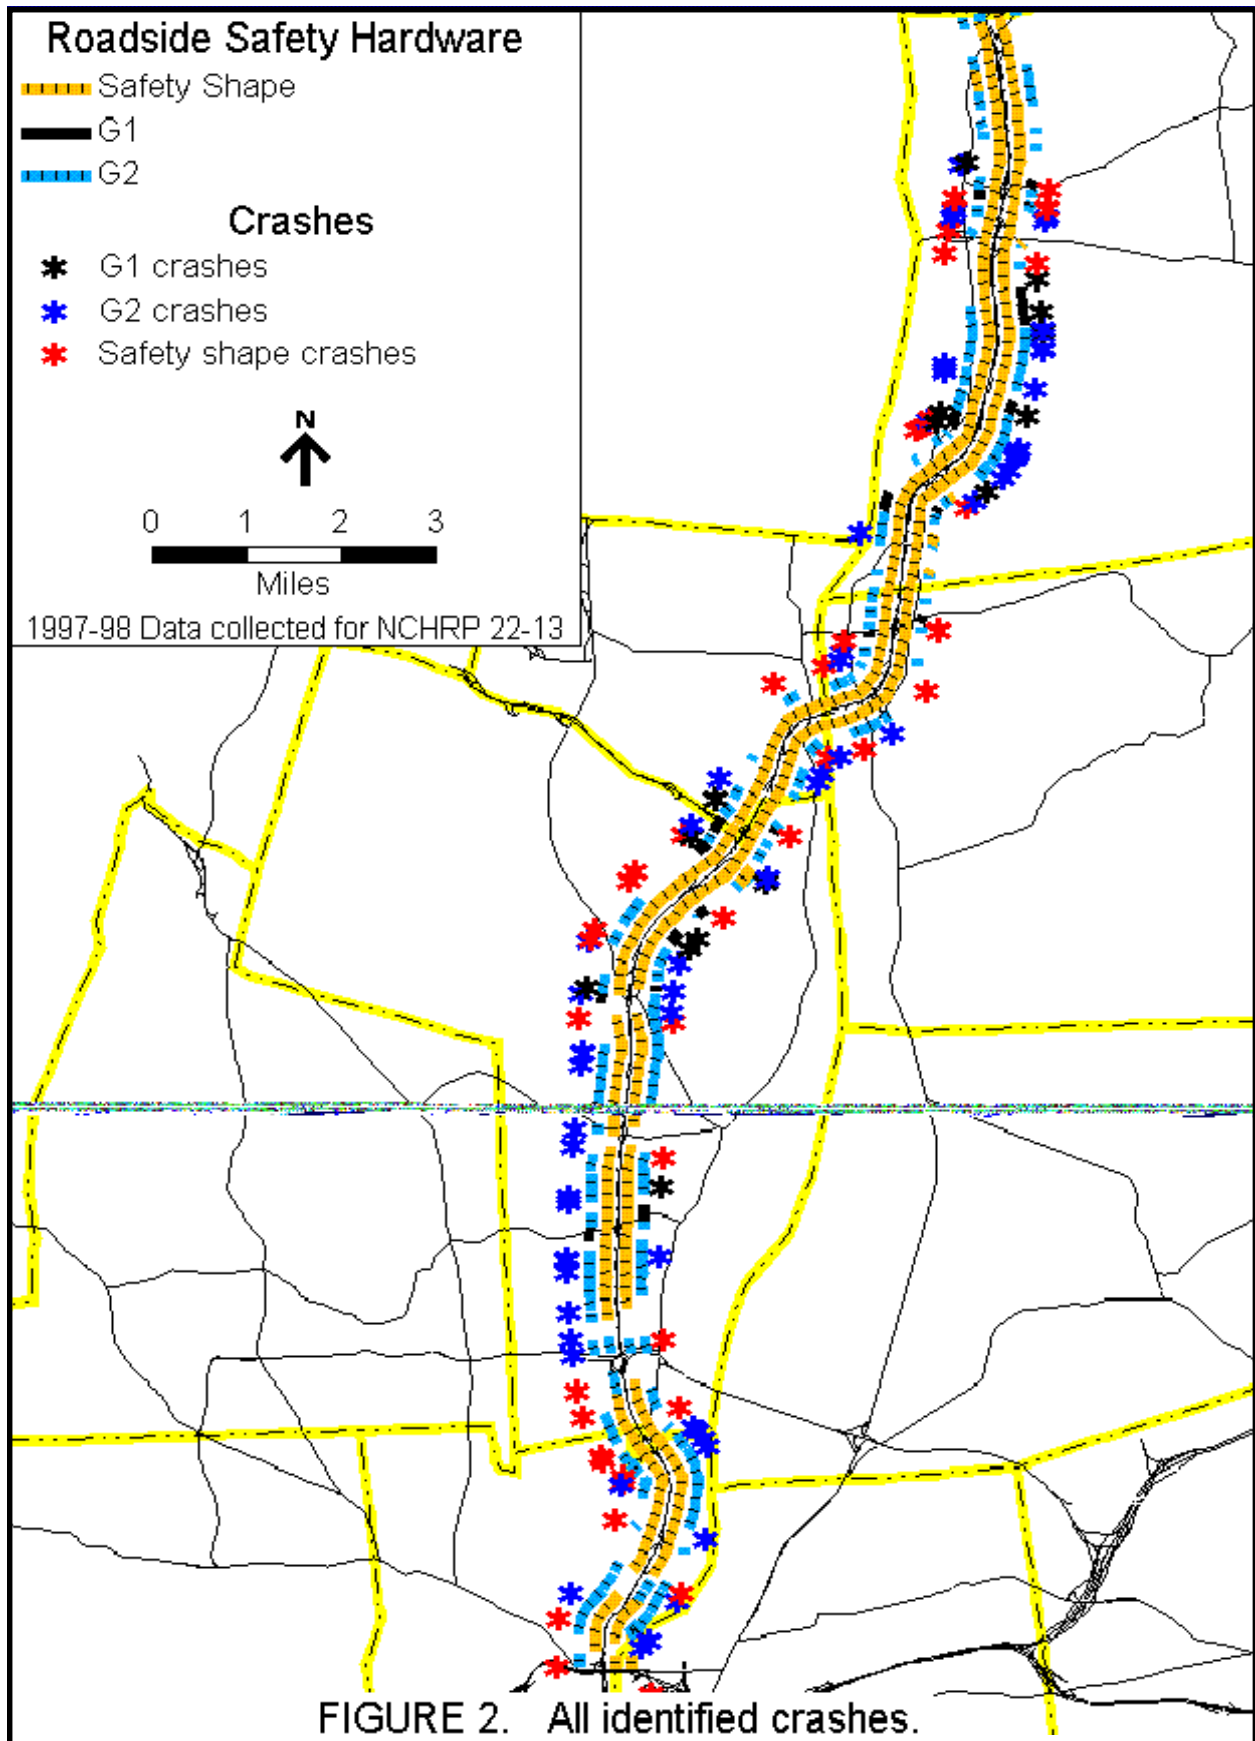 Roadside Safety Hardware
Safety Shape
G1
G2
Crashes
G1 crashes
G2 crashes
Safety shape crashes
N
0 1 2 3
Miles
1997-98 Data collected for NCHRP 22-13
FIGURE 2. All identified crashes.